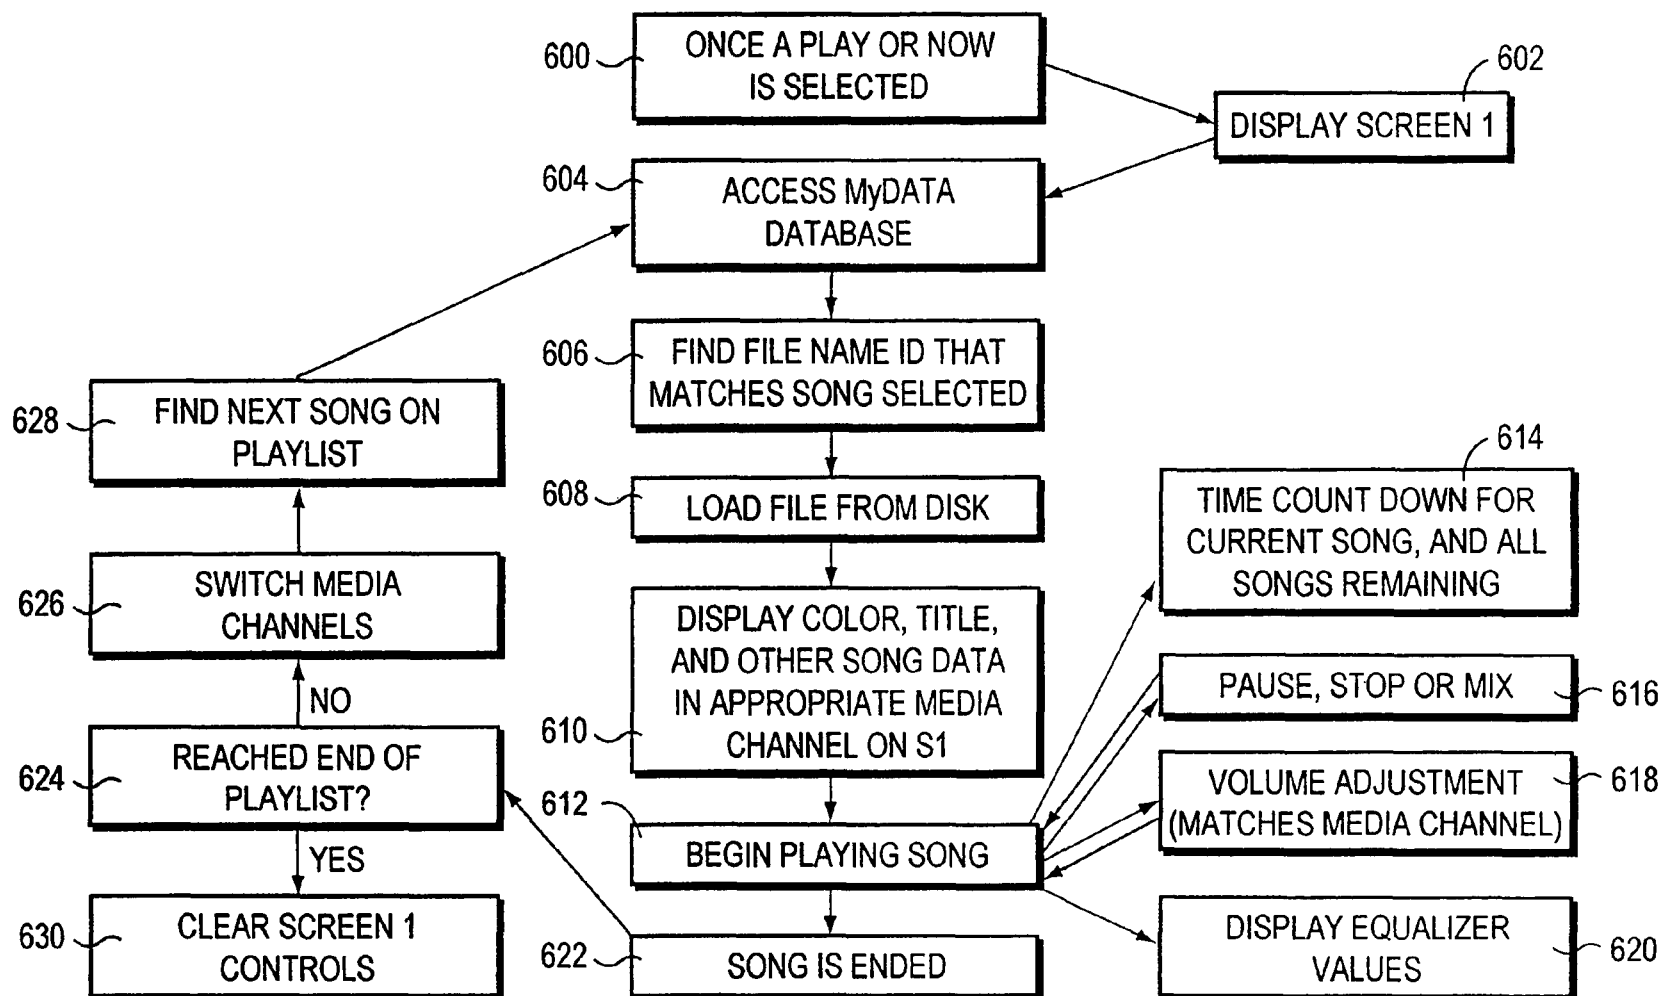 600
ONCE A PLAY OR NOW
IS SELECTED
602
DISPLAY SCREEN 1
604
ACCESS MyDATA
DATABASE
606
FIND FILE NAME ID THAT
MATCHES SONG SELECTED
608
LOAD FILE FROM DISK
610
DISPLAY COLOR, TITLE,
AND OTHER SONG DATA
IN APPROPRIATE MEDIA
CHANNEL ON S1
612
BEGIN PLAYING SONG
614
TIME COUNT DOWN FOR
CURRENT SONG, AND ALL
SONGS REMAINING
PAUSE, STOP OR MIX
616
VOLUME ADJUSTMENT
(MATCHES MEDIA CHANNEL)
618
DISPLAY EQUALIZER
VALUES
620
622
SONG IS ENDED
624
REACHED END OF
PLAYLIST?
NO
626
SWITCH MEDIA
CHANNELS
628
FIND NEXT SONG ON
PLAYLIST
YES
630
CLEAR SCREEN 1
CONTROLS